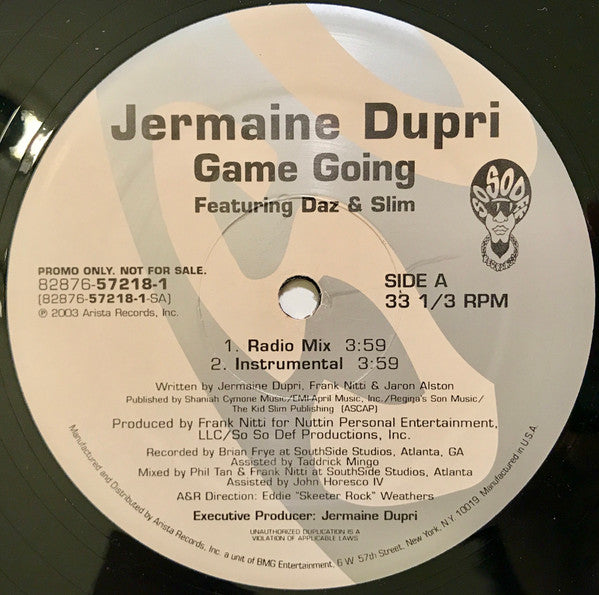 Jermaine Dupri
Game Going
Featuring Daz & Slim
SO SO DEF
PROMO ONLY. NOT FOR SALE.
82876-57218-1
(82876-57218-1-SA)
℗ 2003 Arista Records, Inc.
SIDE A
33 1/3 RPM
1. Radio Mix 3:59
2. Instrumental 3:59
Written by Jermaine Dupri, Frank Nitti & Jaron Alston
Published by Shaniah Cymone Music/EMI April Music, Inc./Regina's Son Music/
The Kid Slim Publishing (ASCAP)
Produced by Frank Nitti for Nuttin Personal Entertainment,
LLC/So So Def Productions, Inc.
Recorded by Brian Frye at SouthSide Studios, Atlanta, GA
Assisted by Taddrick Mingo
Mixed by Phil Tan & Frank Nitti at SouthSide Studios, Atlanta
Assisted by John Horesco IV
A&R Direction: Eddie "Skeeter Rock" Weathers
Executive Producer: Jermaine Dupri
UNAUTHORIZED DUPLICATION IS A
VIOLATION OF APPLICABLE LAWS
Manufactured and Distributed by Arista Records, Inc. a unit of BMG Entertainment, 6 W. 57th Street, New York, N.Y. 10019. Manufactured in U.S.A.